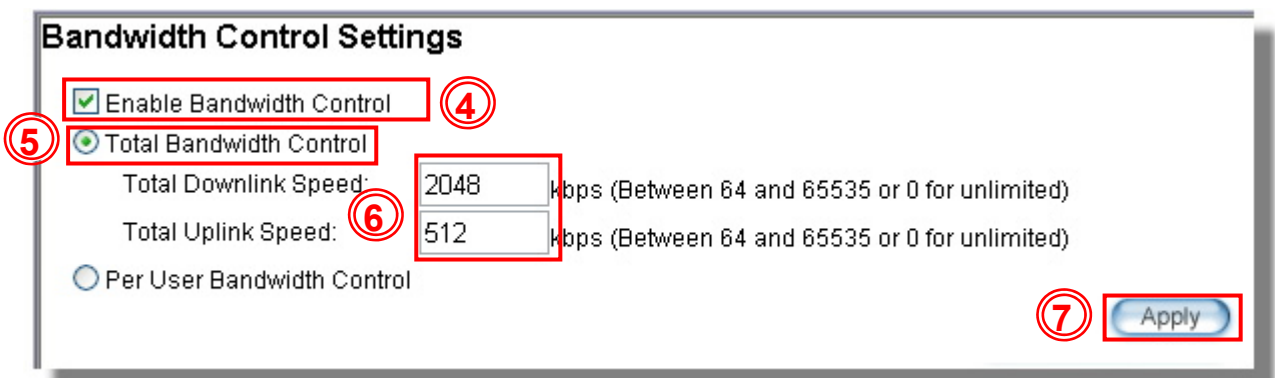 Bandwidth Control Settings
Enable Bandwidth Control
4
5
Total Bandwidth Control
Total Downlink Speed: 2048 kbps (Between 64 and 65535 or 0 for unlimited)
6
Total Uplink Speed: 512 kbps (Between 64 and 65535 or 0 for unlimited)
Per User Bandwidth Control
7
Apply